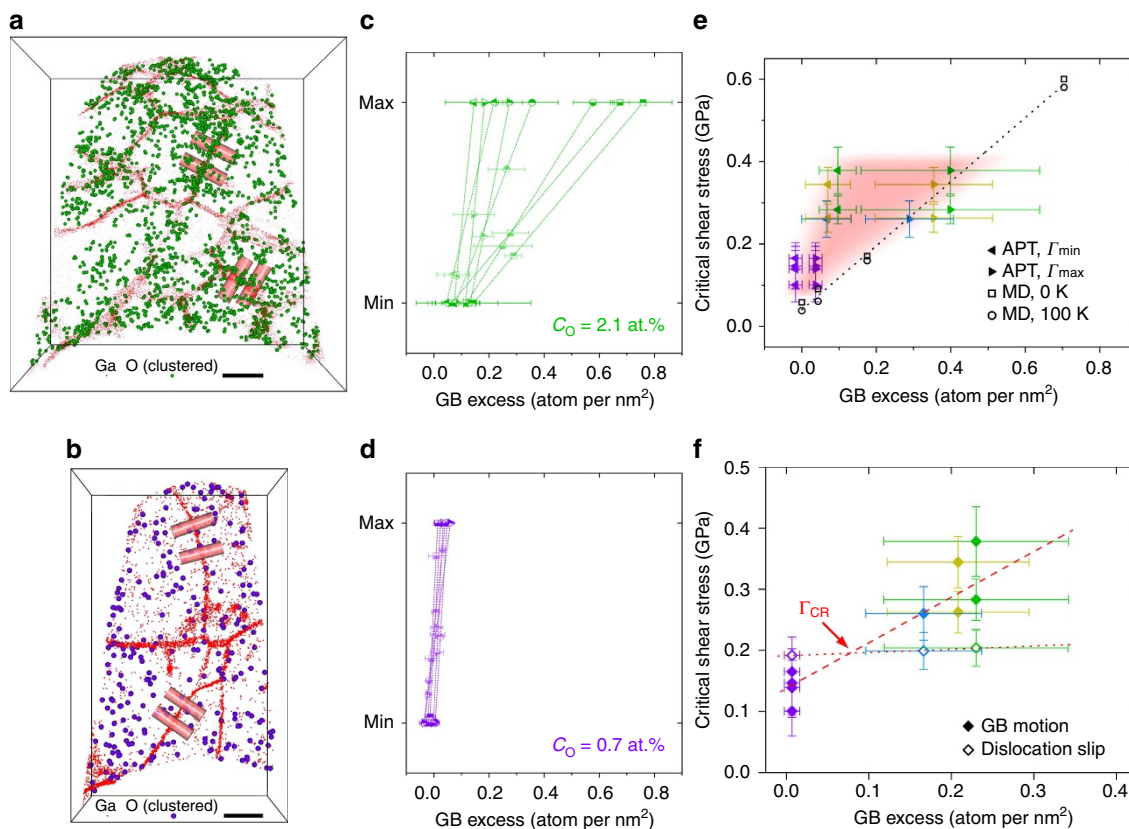 a
Ga O (clustered)
b
Ga O (clustered)
c
Max
Min
C_O = 2.1 at.%
0.0 0.2 0.4 0.6 0.8
GB excess (atom per nm²)
d
Max
Min
C_O = 0.7 at.%
0.0 0.2 0.4 0.6 0.8
GB excess (atom per nm²)
e
Critical shear stress (GPa)
0.6
0.4
0.2
0.0
APT, Γmin
APT, Γmax
MD, 0 K
MD, 100 K
0.0 0.2 0.4 0.6 0.8
GB excess (atom per nm²)
f
Critical shear stress (GPa)
0.5
0.4
0.3
0.2
0.1
0.0
Γ_CR
GB motion
Dislocation slip
0.0 0.1 0.2 0.3 0.4
GB excess (atom per nm²)